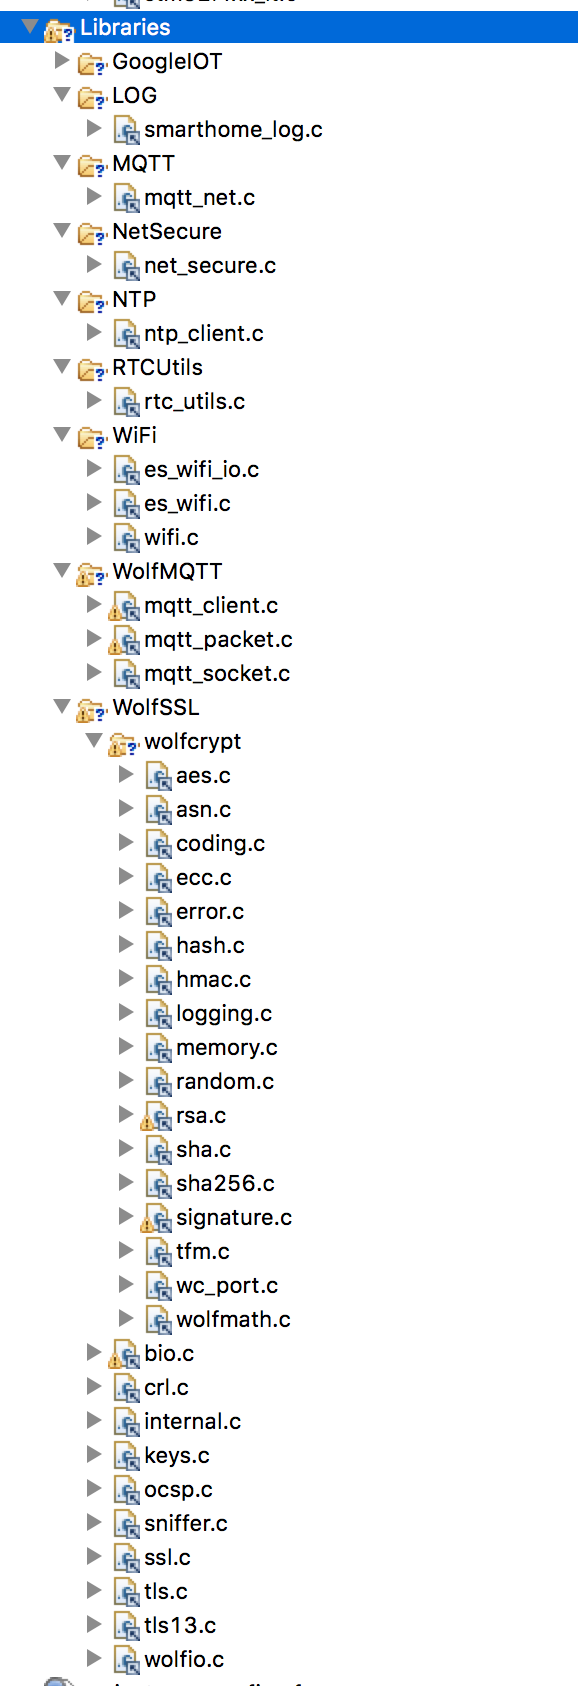 Libraries
GoogleIOT
LOG
smarthome_log.c
MQTT
mqtt_net.c
NetSecure
net_secure.c
NTP
ntp_client.c
RTCUtils
rtc_utils.c
WiFi
es_wifi_io.c
es_wifi.c
wifi.c
WolfMQTT
mqtt_client.c
mqtt_packet.c
mqtt_socket.c
WolfSSL
wolfcrypt
aes.c
asn.c
coding.c
ecc.c
error.c
hash.c
hmac.c
logging.c
memory.c
random.c
rsa.c
sha.c
sha256.c
signature.c
tfm.c
wc_port.c
wolfmath.c
bio.c
crl.c
internal.c
keys.c
ocsp.c
sniffer.c
ssl.c
tls.c
tls13.c
wolfio.c